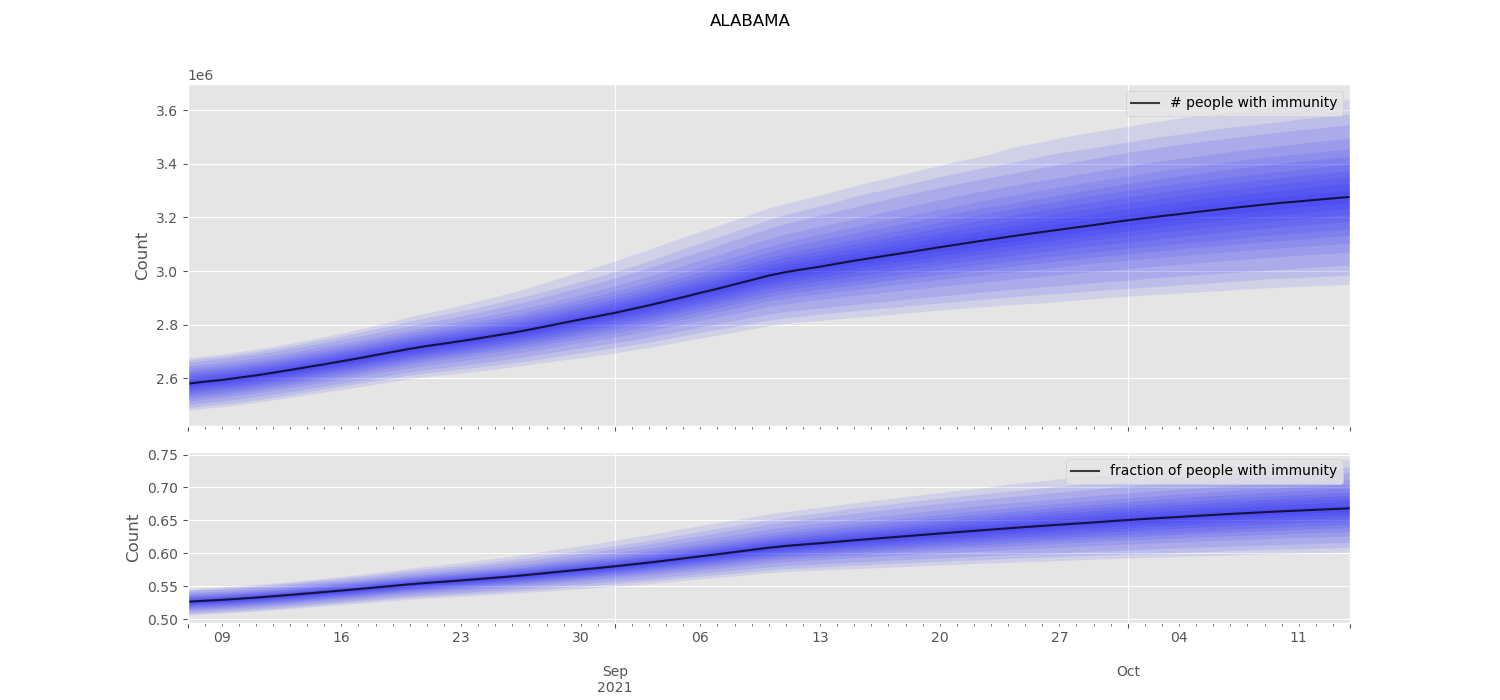 ALABAMA
1e6
# people with immunity
3.6
3.4
3.2
3.0
2.8
2.6
Count
fraction of people with immunity
0.75
0.70
0.65
0.60
0.55
0.50
Count
09 16 23 30 06 13 20 27 04 11
Sep Oct
2021